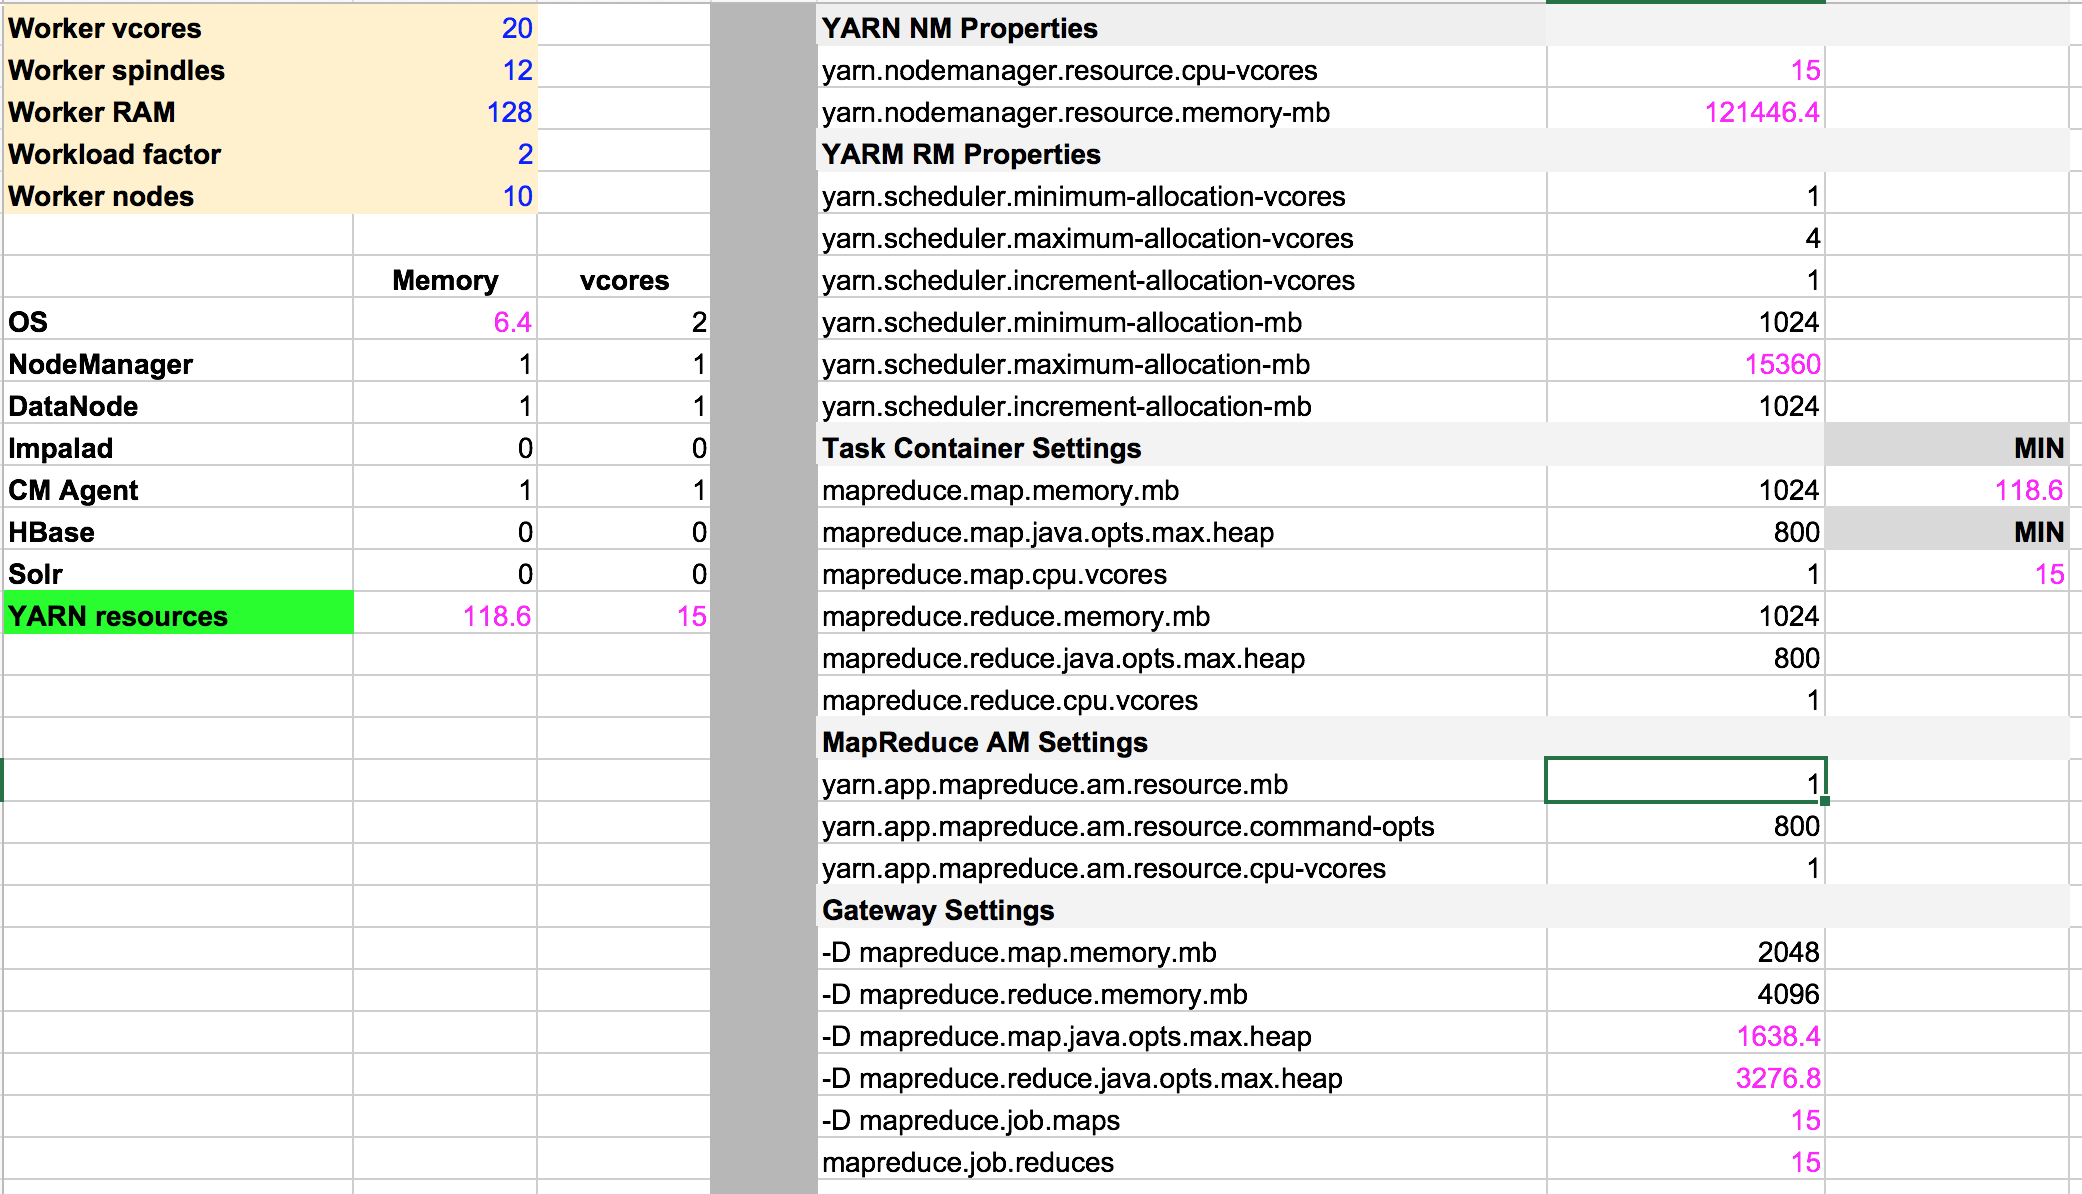 Worker vcores 20
Worker spindles 12
Worker RAM 128
Workload factor 2
Worker nodes 10
Memory vcores
OS 6.4 2
NodeManager 1 1
DataNode 1 1
Impalad 0 0
CM Agent 1 1
HBase 0 0
Solr 0 0
YARN resources 118.6 15
YARN NM Properties
yarn.nodemanager.resource.cpu-vcores 15
yarn.nodemanager.resource.memory-mb 121446.4
YARM RM Properties
yarn.scheduler.minimum-allocation-vcores 1
yarn.scheduler.maximum-allocation-vcores 4
yarn.scheduler.increment-allocation-vcores 1
yarn.scheduler.minimum-allocation-mb 1024
yarn.scheduler.maximum-allocation-mb 15360
yarn.scheduler.increment-allocation-mb 1024
Task Container Settings MIN
mapreduce.map.memory.mb 1024 118.6
mapreduce.map.java.opts.max.heap 800 MIN
mapreduce.map.cpu.vcores 1 15
mapreduce.reduce.memory.mb 1024
mapreduce.reduce.java.opts.max.heap 800
mapreduce.reduce.cpu.vcores 1
MapReduce AM Settings
yarn.app.mapreduce.am.resource.mb 1
yarn.app.mapreduce.am.resource.command-opts 800
yarn.app.mapreduce.am.resource.cpu-vcores 1
Gateway Settings
-D mapreduce.map.memory.mb 2048
-D mapreduce.reduce.memory.mb 4096
-D mapreduce.map.java.opts.max.heap 1638.4
-D mapreduce.reduce.java.opts.max.heap 3276.8
-D mapreduce.job.maps 15
mapreduce.job.reduces 15